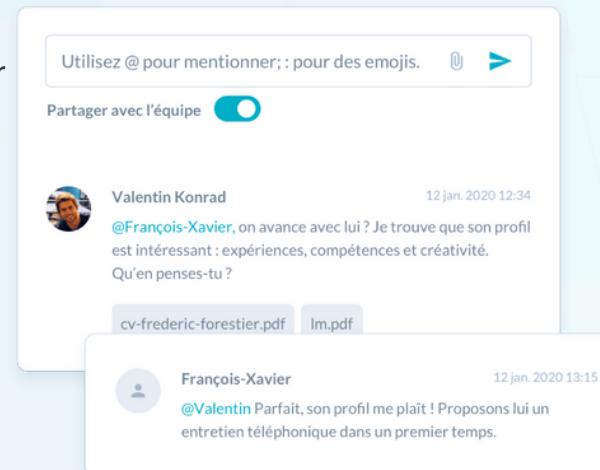 r
Utilisez @ pour mentionner; : pour des emojis.
Partager avec l'équipe
Valentin Konrad 12 jan. 2020 12:34
@François-Xavier, on avance avec lui ? Je trouve que son profil
est intéressant : expériences, compétences et créativité.
Qu'en penses-tu ?
cv-frederic-forestier.pdf lm.pdf
François-Xavier 12 jan. 2020 13:15
@Valentin Parfait, son profil me plaît ! Proposons lui un
entretien téléphonique dans un premier temps.